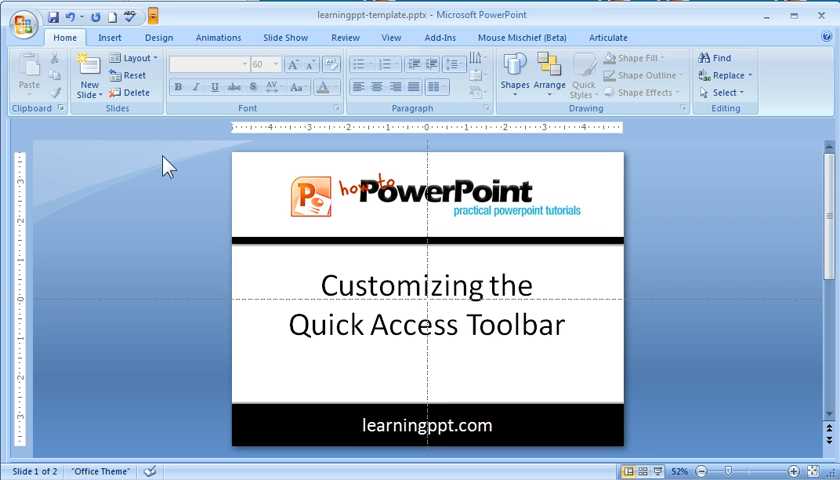 learningppt-template.pptx - Microsoft PowerPoint
Home Insert Design Animations Slide Show Review View Add-Ins Mouse Mischief (Beta) Articulate
Paste
Clipboard
New Slide
Layout
Reset
Delete
Slides
60
B I U abc S AV Aa A
Font
Paragraph
Shapes
Arrange
Quick Styles
Shape Fill
Shape Outline
Shape Effects
Drawing
Find
Replace
Select
Editing
how to
PowerPoint
practical powerpoint tutorials
Customizing the
Quick Access Toolbar
learningppt.com
Slide 1 of 2 "Office Theme" 52%